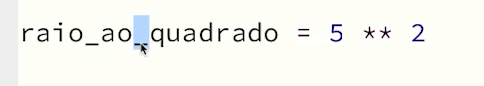 raio_ao_quadrado = 5 ** 2